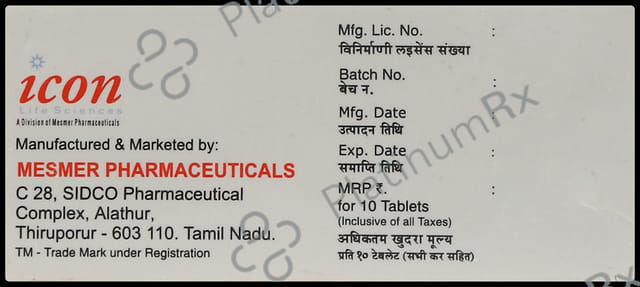 icon
Life Sciences
A Division of Mesmer Pharmaceuticals
Manufactured & Marketed by:
MESMER PHARMACEUTICALS
C 28, SIDCO Pharmaceutical
Complex, Alathur,
Thiruporur - 603 110. Tamil Nadu.
TM - Trade Mark under Registration
Mfg. Lic. No. :
विनिर्माणी लइसेंस संख्या
Batch No. :
बेच न.
Mfg. Date :
उत्पादन तिथि
Exp. Date :
समाप्ति तिथि
MRP ₹. :
for 10 Tablets
(Inclusive of all Taxes)
अधिकतम खुदरा मूल्य
प्रति १० टेबलेट (सभी कर सहित)
PlatinumRx